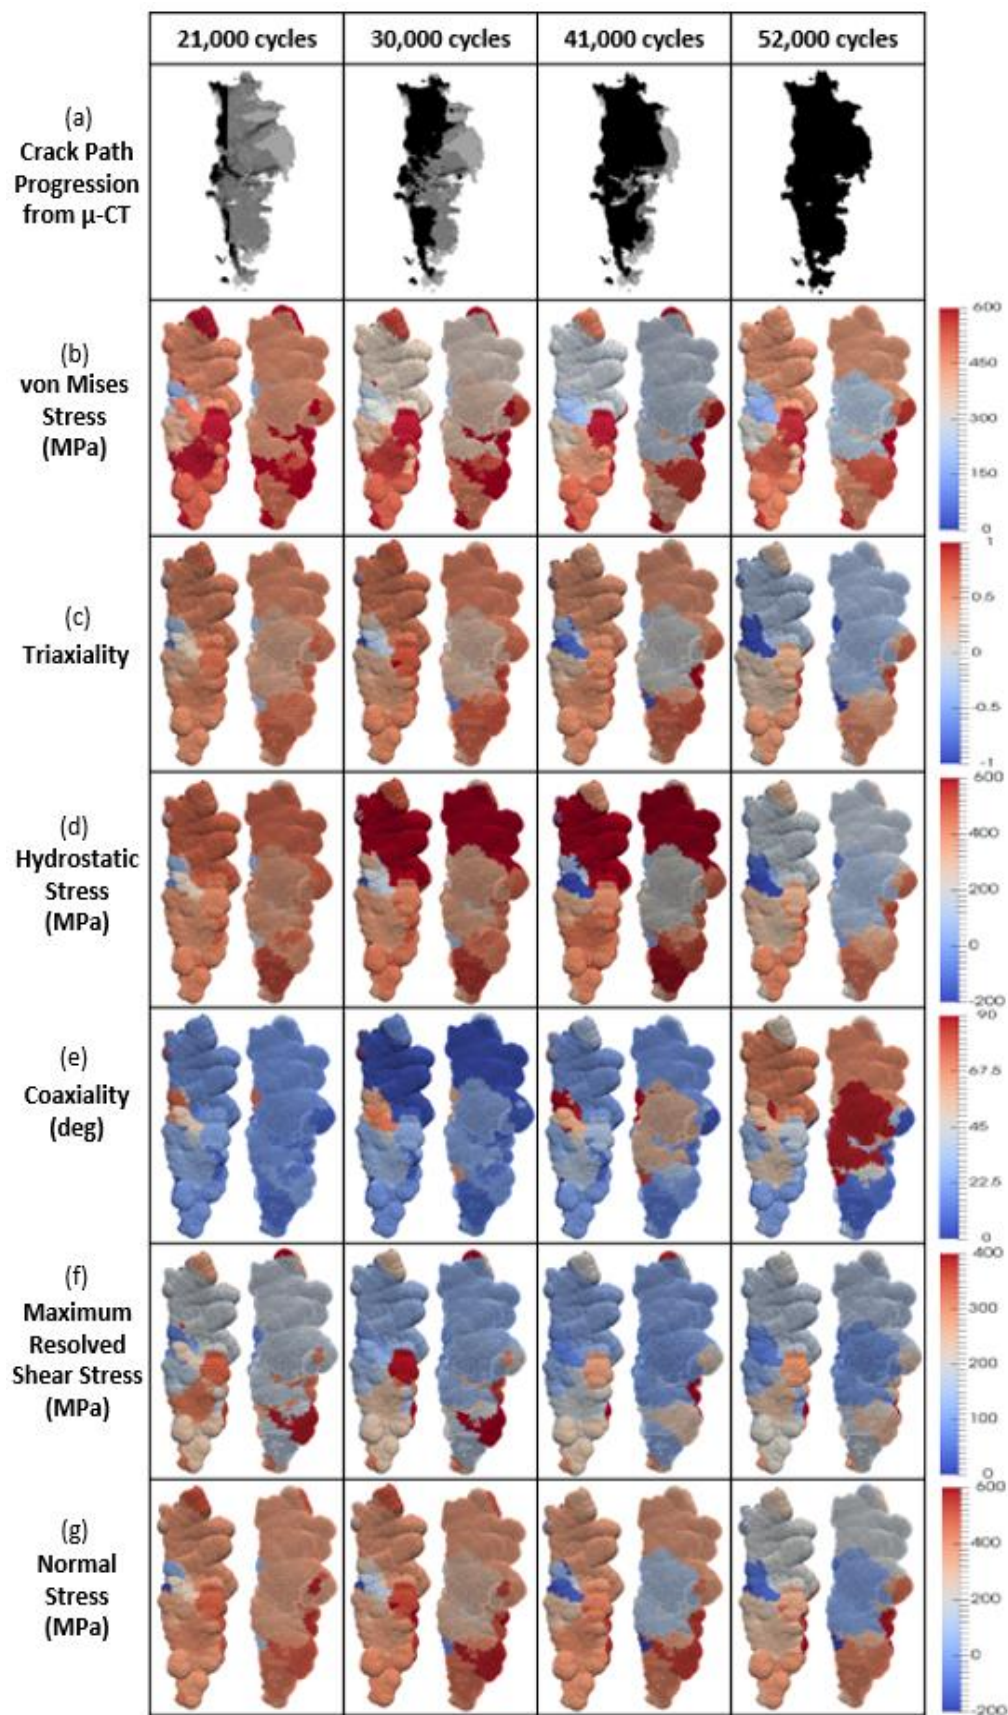 21,000 cycles
30,000 cycles
41,000 cycles
52,000 cycles
(a)
Crack Path
Progression
from μ-CT
(b)
von Mises
Stress
(MPa)
600
450
300
150
0
(c)
Triaxiality
1
0.5
0
-0.5
-1
(d)
Hydrostatic
Stress
(MPa)
600
400
200
0
-200
(e)
Coaxiality
(deg)
90
67.5
45
22.5
0
(f)
Maximum
Resolved
Shear Stress
(MPa)
400
300
200
100
0
(g)
Normal
Stress
(MPa)
600
400
200
0
-200